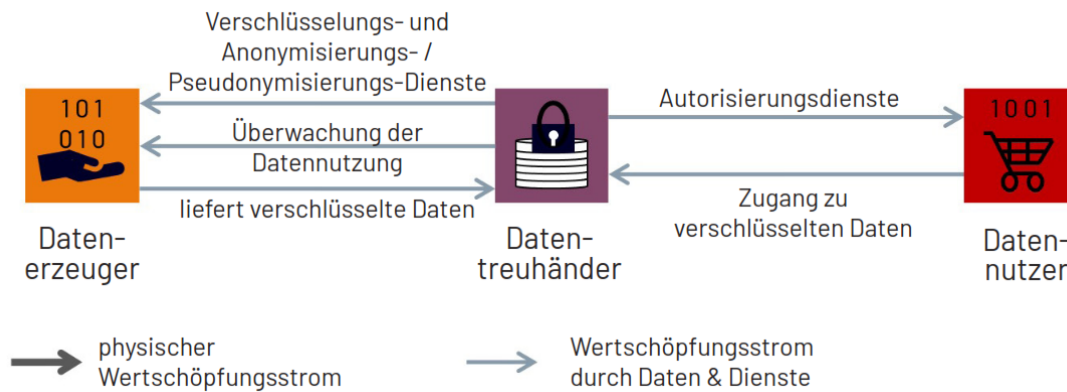 Verschlüsselungs- und
Anonymisierungs- /
Pseudonymisierungs-Dienste
101
010
Überwachung der
Datennutzung
liefert verschlüsselte Daten
Autorisierungsdienste
1001
Zugang zu
verschlüsselten Daten
Daten-
erzeuger
Daten-
treuhänder
Daten-
nutzer
physischer
Wertschöpfungsstrom
Wertschöpfungsstrom
durch Daten & Dienste